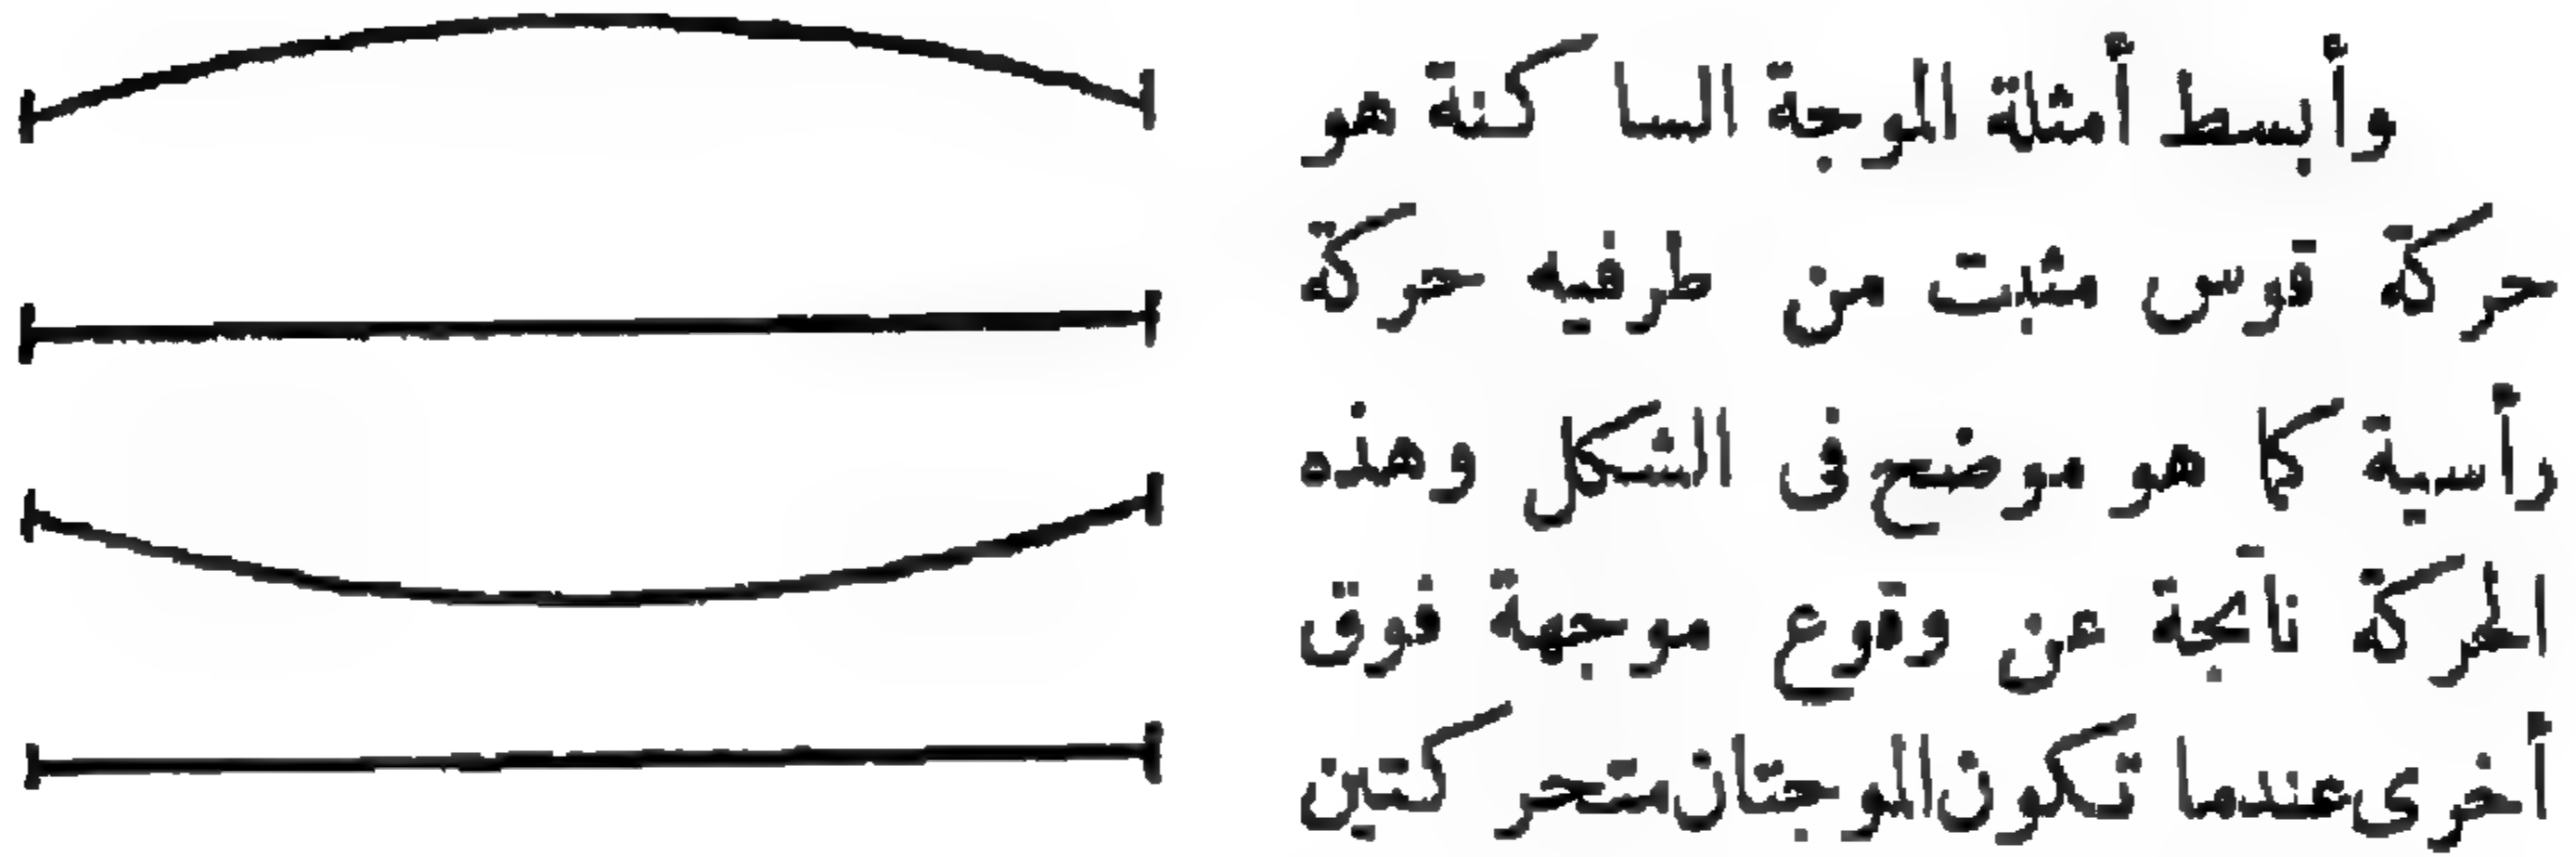 وأبسط أمثلة الموجة الساكنة هو
حركة قوس مثبت من طرفيه حركة
رأسية كما هو موضح فى الشكل وهذه
الحركة ناتجة عن وقوع موجهة فوق
أخرى عندما تكون الموجتان متحركتين